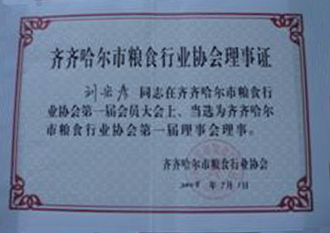 齐齐哈尔市粮食行业协会理事证
同志在齐齐哈尔市粮食行
业协会第一届会员大会上、当选为齐齐哈尔
市粮食行业协会第一届理事会理事。
齐齐哈尔市粮食行业协会
年 7月1日